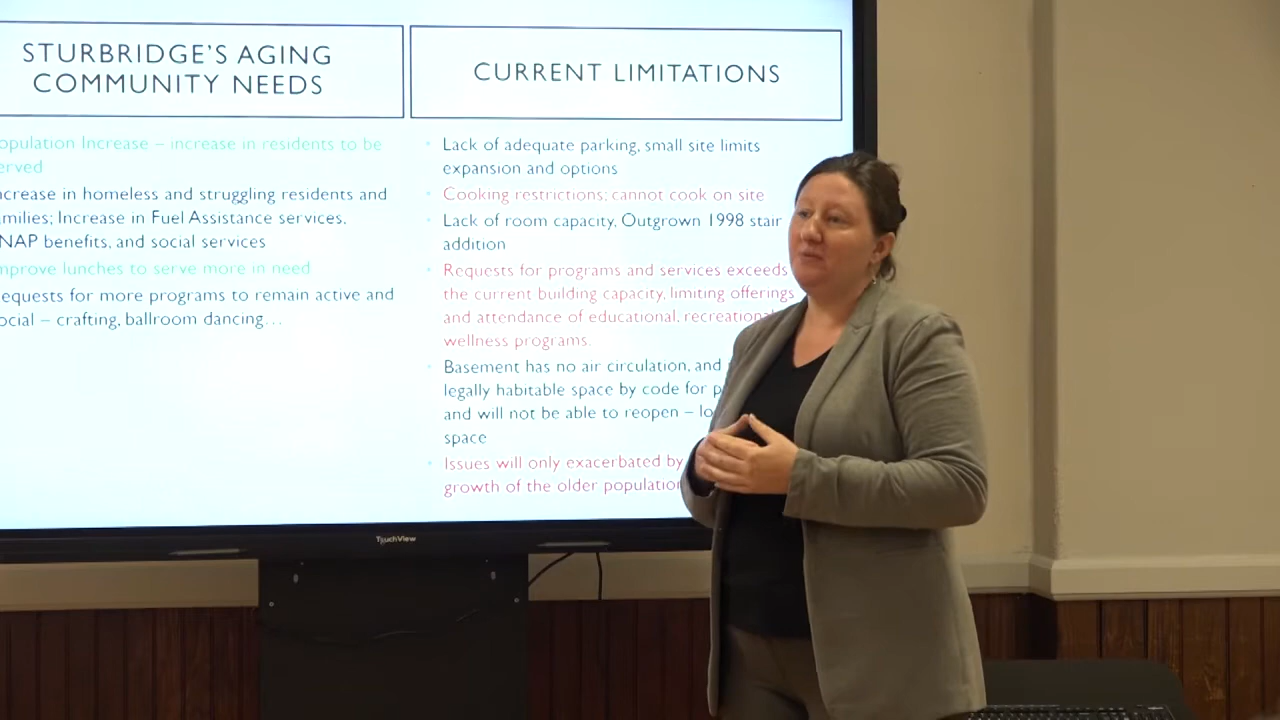 STURBRIDGE'S AGING
COMMUNITY NEEDS
opulation Increase – increase in residents to be
erved
ncrease in homeless and struggling residents and
milies; Increase in Fuel Assistance services,
NAP benefits, and social services
mprove lunches to serve more in need
equests for more programs to remain active and
ocial – crafting, ballroom dancing…
CURRENT LIMITATIONS
• Lack of adequate parking, small site limits
expansion and options
• Cooking restrictions; cannot cook on site
• Lack of room capacity, Outgrown 1998 stair
addition
• Requests for programs and services exceeds
the current building capacity, limiting offerings
and attendance of educational, recreational
wellness programs.
• Basement has no air circulation, and
legally habitable space by code for p
and will not be able to reopen – lo
space
• Issues will only exacerbated by
growth of the older population
TouchView